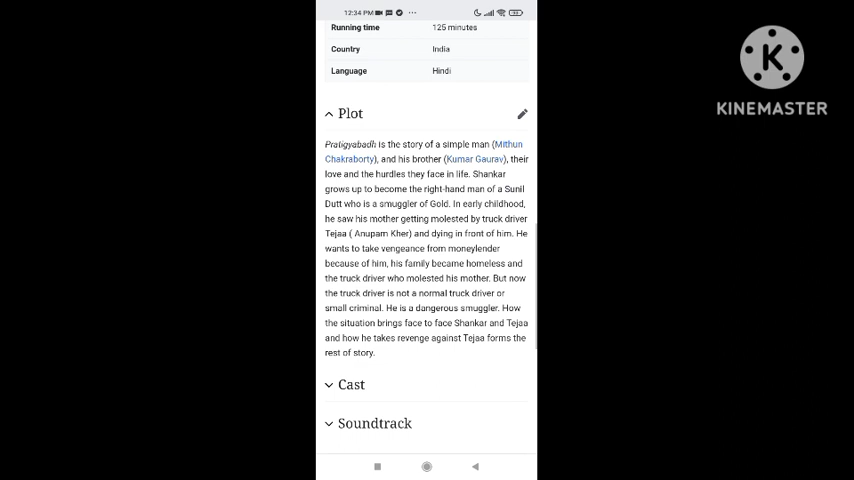 12:34 PM
Running time 125 minutes
Country India
Language Hindi
Plot
Pratigyabadh is the story of a simple man (Mithun
Chakraborty), and his brother (Kumar Gaurav), their
love and the hurdles they face in life. Shankar
grows up to become the right-hand man of a Sunil
Dutt who is a smuggler of Gold. In early childhood,
he saw his mother getting molested by truck driver
Tejaa ( Anupam Kher) and dying in front of him. He
wants to take vengeance from moneylender
because of him, his family became homeless and
the truck driver who molested his mother. But now
the truck driver is not a normal truck driver or
small criminal. He is a dangerous smuggler. How
the situation brings face to face Shankar and Tejaa
and how he takes revenge against Tejaa forms the
rest of story.
Cast
Soundtrack
K
KINEMASTER